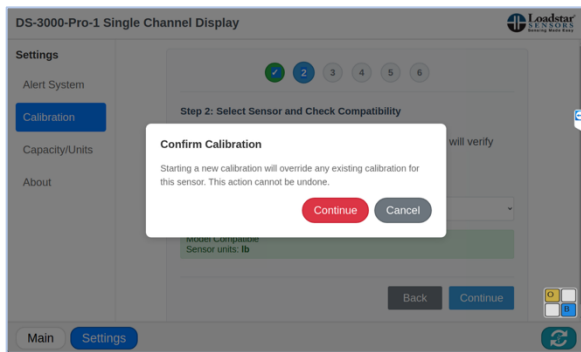 DS-3000-Pro-1 Single Channel Display
Loadstar
SENSORS
Sensing Made Easy
Settings
Alert System
Calibration
Capacity/Units
About
2 3 4 5 6
Step 2: Select Sensor and Check Compatibility
will verify
Confirm Calibration
Starting a new calibration will override any existing calibration for
this sensor. This action cannot be undone.
Continue Cancel
Model Compatible
Sensor units: lb
Back Continue
O
B
Main Settings